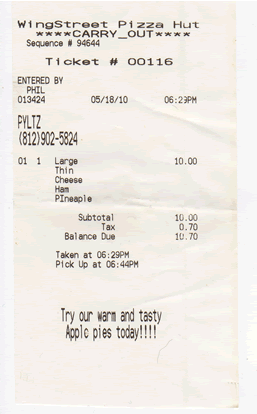 WingStreet Pizza Hut
****CARRY_OUT****
Sequence # 94644
Ticket # 00116
ENTERED BY
PHIL
013424 05/18/10 06:29PM
PYLTZ
(812)902-5824
01 1 Large 10.00
Thin
Cheese
Ham
PIneaple
Subtotal 10.00
Tax 0.70
Balance Due 10.70
Taken at 06:29PM
Pick Up at 06:44PM
Try our warm and tasty
Apple pies today!!!!